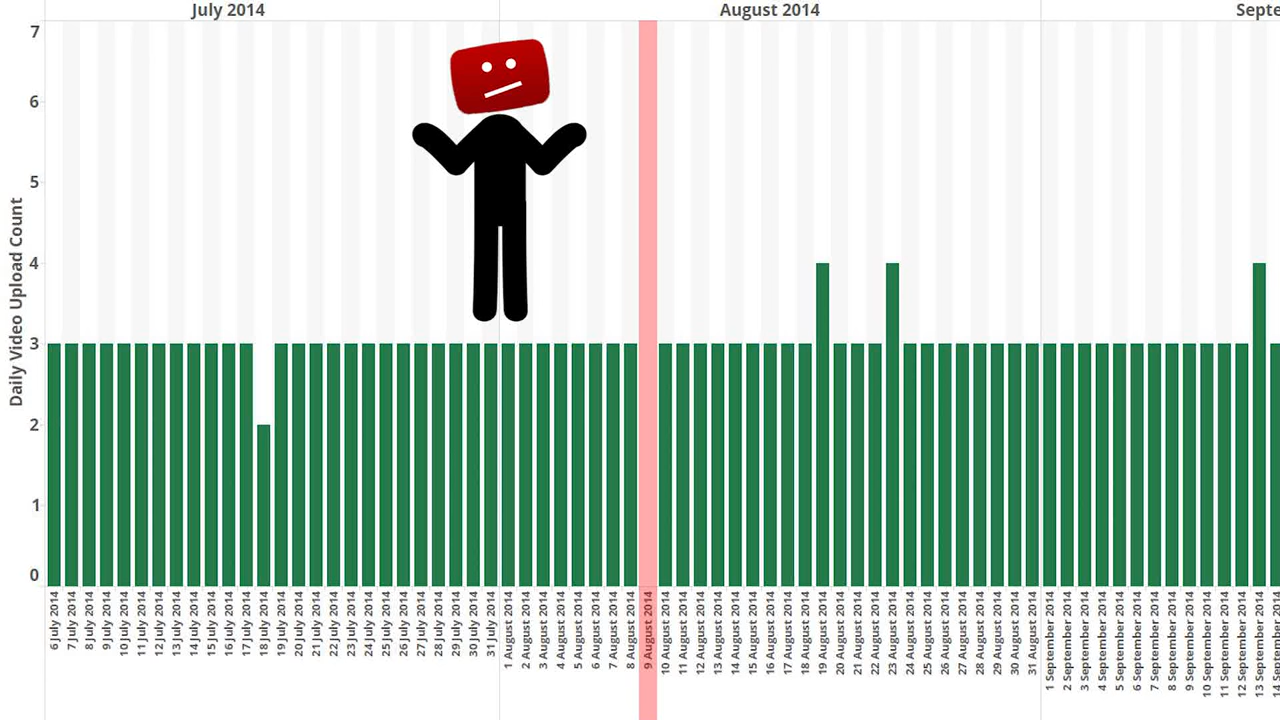 July 2014
August 2014
Septe
Daily Video Upload Count
7
6
5
4
3
2
1
0
6 July 2014
7 July 2014
8 July 2014
9 July 2014
10 July 2014
11 July 2014
12 July 2014
13 July 2014
14 July 2014
15 July 2014
16 July 2014
17 July 2014
18 July 2014
19 July 2014
20 July 2014
21 July 2014
22 July 2014
23 July 2014
24 July 2014
25 July 2014
26 July 2014
27 July 2014
28 July 2014
29 July 2014
30 July 2014
31 July 2014
1 August 2014
2 August 2014
3 August 2014
4 August 2014
5 August 2014
6 August 2014
7 August 2014
8 August 2014
9 August 2014
10 August 2014
11 August 2014
12 August 2014
13 August 2014
14 August 2014
15 August 2014
16 August 2014
17 August 2014
18 August 2014
19 August 2014
20 August 2014
21 August 2014
22 August 2014
23 August 2014
24 August 2014
25 August 2014
26 August 2014
27 August 2014
28 August 2014
29 August 2014
30 August 2014
31 August 2014
1 September 2014
2 September 2014
3 September 2014
4 September 2014
5 September 2014
6 September 2014
7 September 2014
8 September 2014
9 September 2014
10 September 2014
11 September 2014
12 September 2014
13 September 2014
14 September 2014